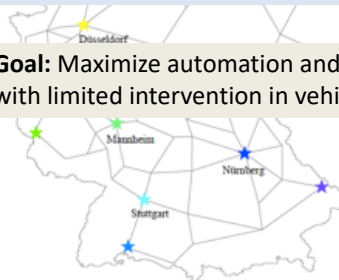 Düsseldorf
Goal: Maximize automation and
with limited intervention in vehi
Mannheim
Nürnberg
Stuttgart